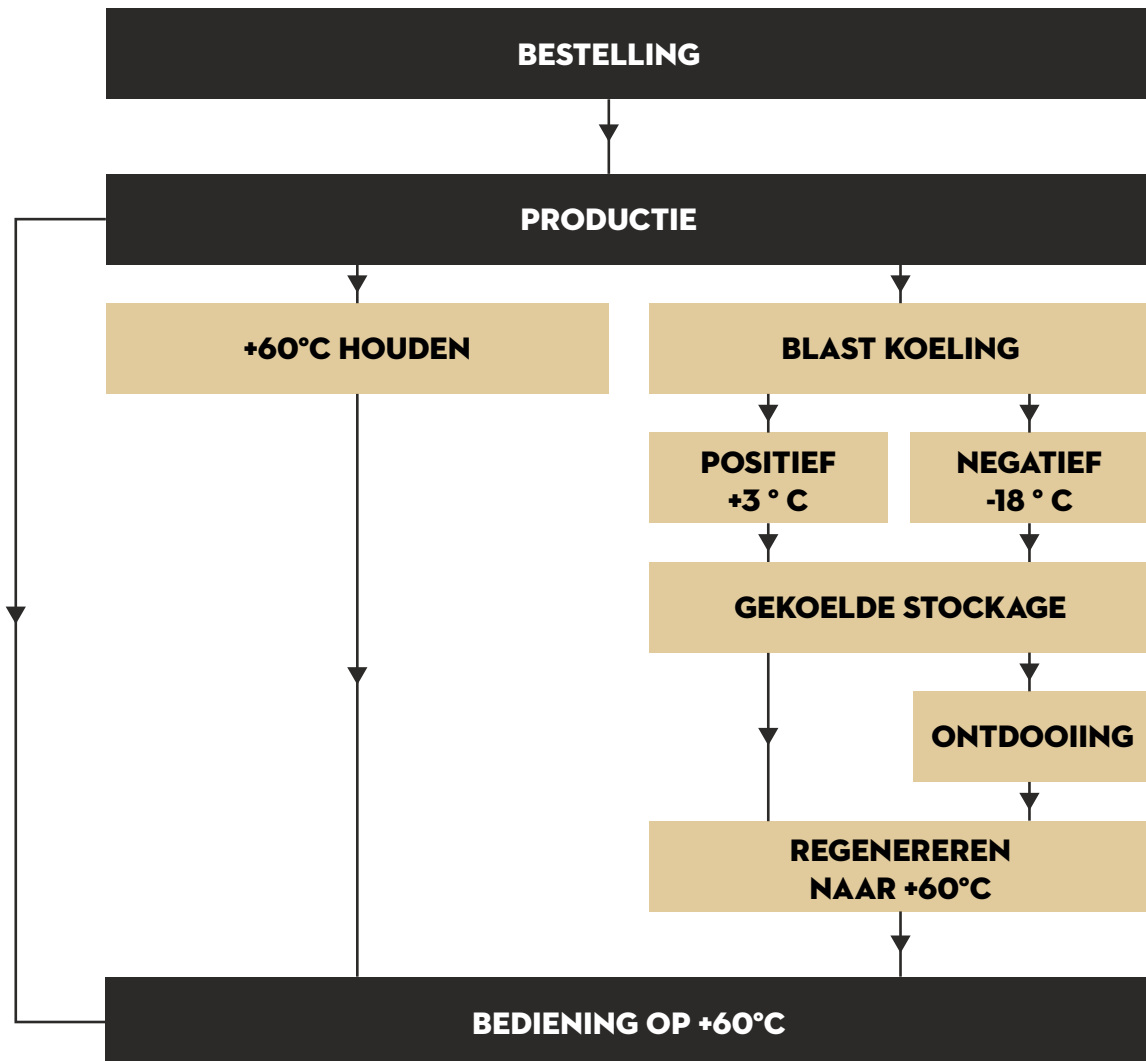 BESTELLING
PRODUCTIE
+60°C HOUDEN
BLAST KOELING
POSITIEF
+3 ° C
NEGATIEF
-18 ° C
GEKOELDE STOCKAGE
ONTDOOIING
REGENEREREN
NAAR +60°C
BEDIENING OP +60°C